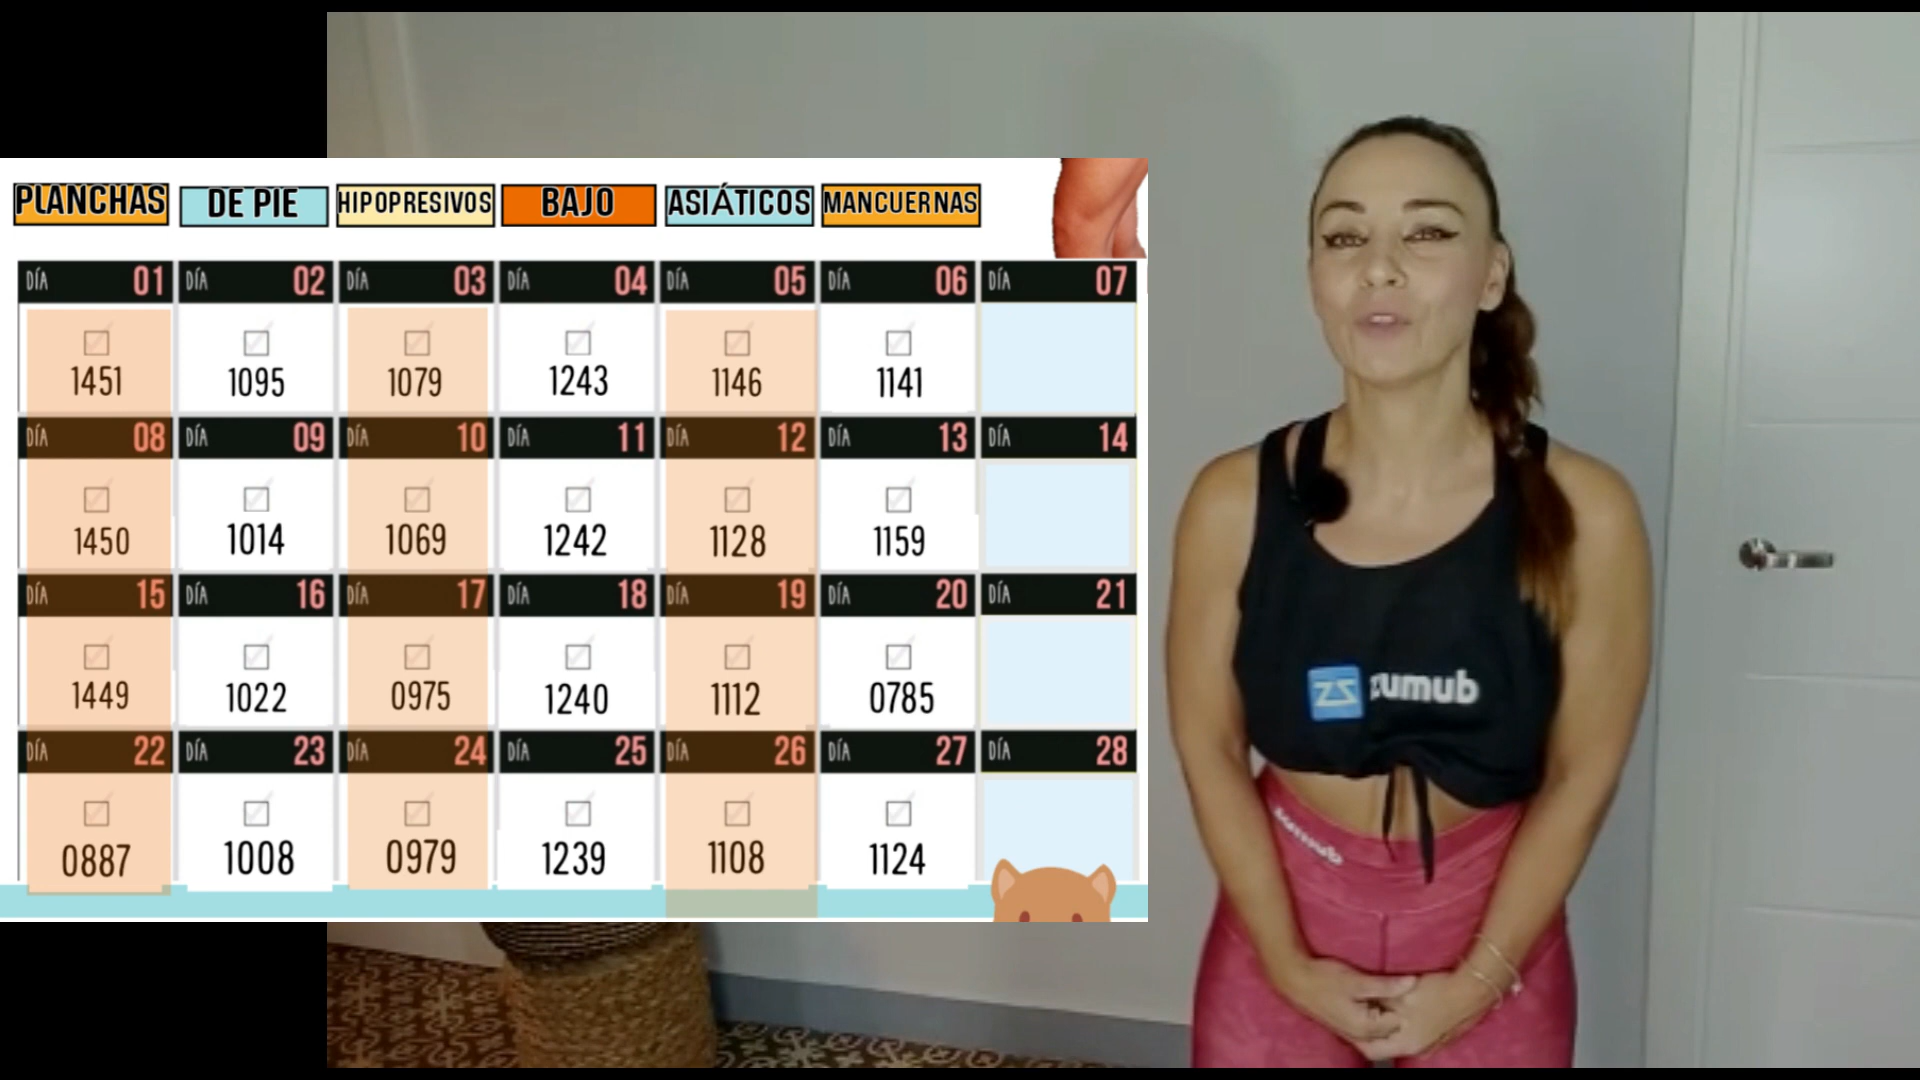 PLANCHAS DE PIE HIPOPRESIVOS BAJO ASIÁTICOS MANCUERNAS
DÍA 01 DÍA 02 DÍA 03 DÍA 04 DÍA 05 DÍA 06 DÍA 07
1451 1095 1079 1243 1146 1141
DÍA 08 DÍA 09 DÍA 10 DÍA 11 DÍA 12 DÍA 13 DÍA 14
1450 1014 1069 1242 1128 1159
DÍA 15 DÍA 16 DÍA 17 DÍA 18 DÍA 19 DÍA 20 DÍA 21
1449 1022 0975 1240 1112 0785
DÍA 22 DÍA 23 DÍA 24 DÍA 25 DÍA 26 DÍA 27 DÍA 28
0887 1008 0979 1239 1108 1124
ZS zumub
zumub